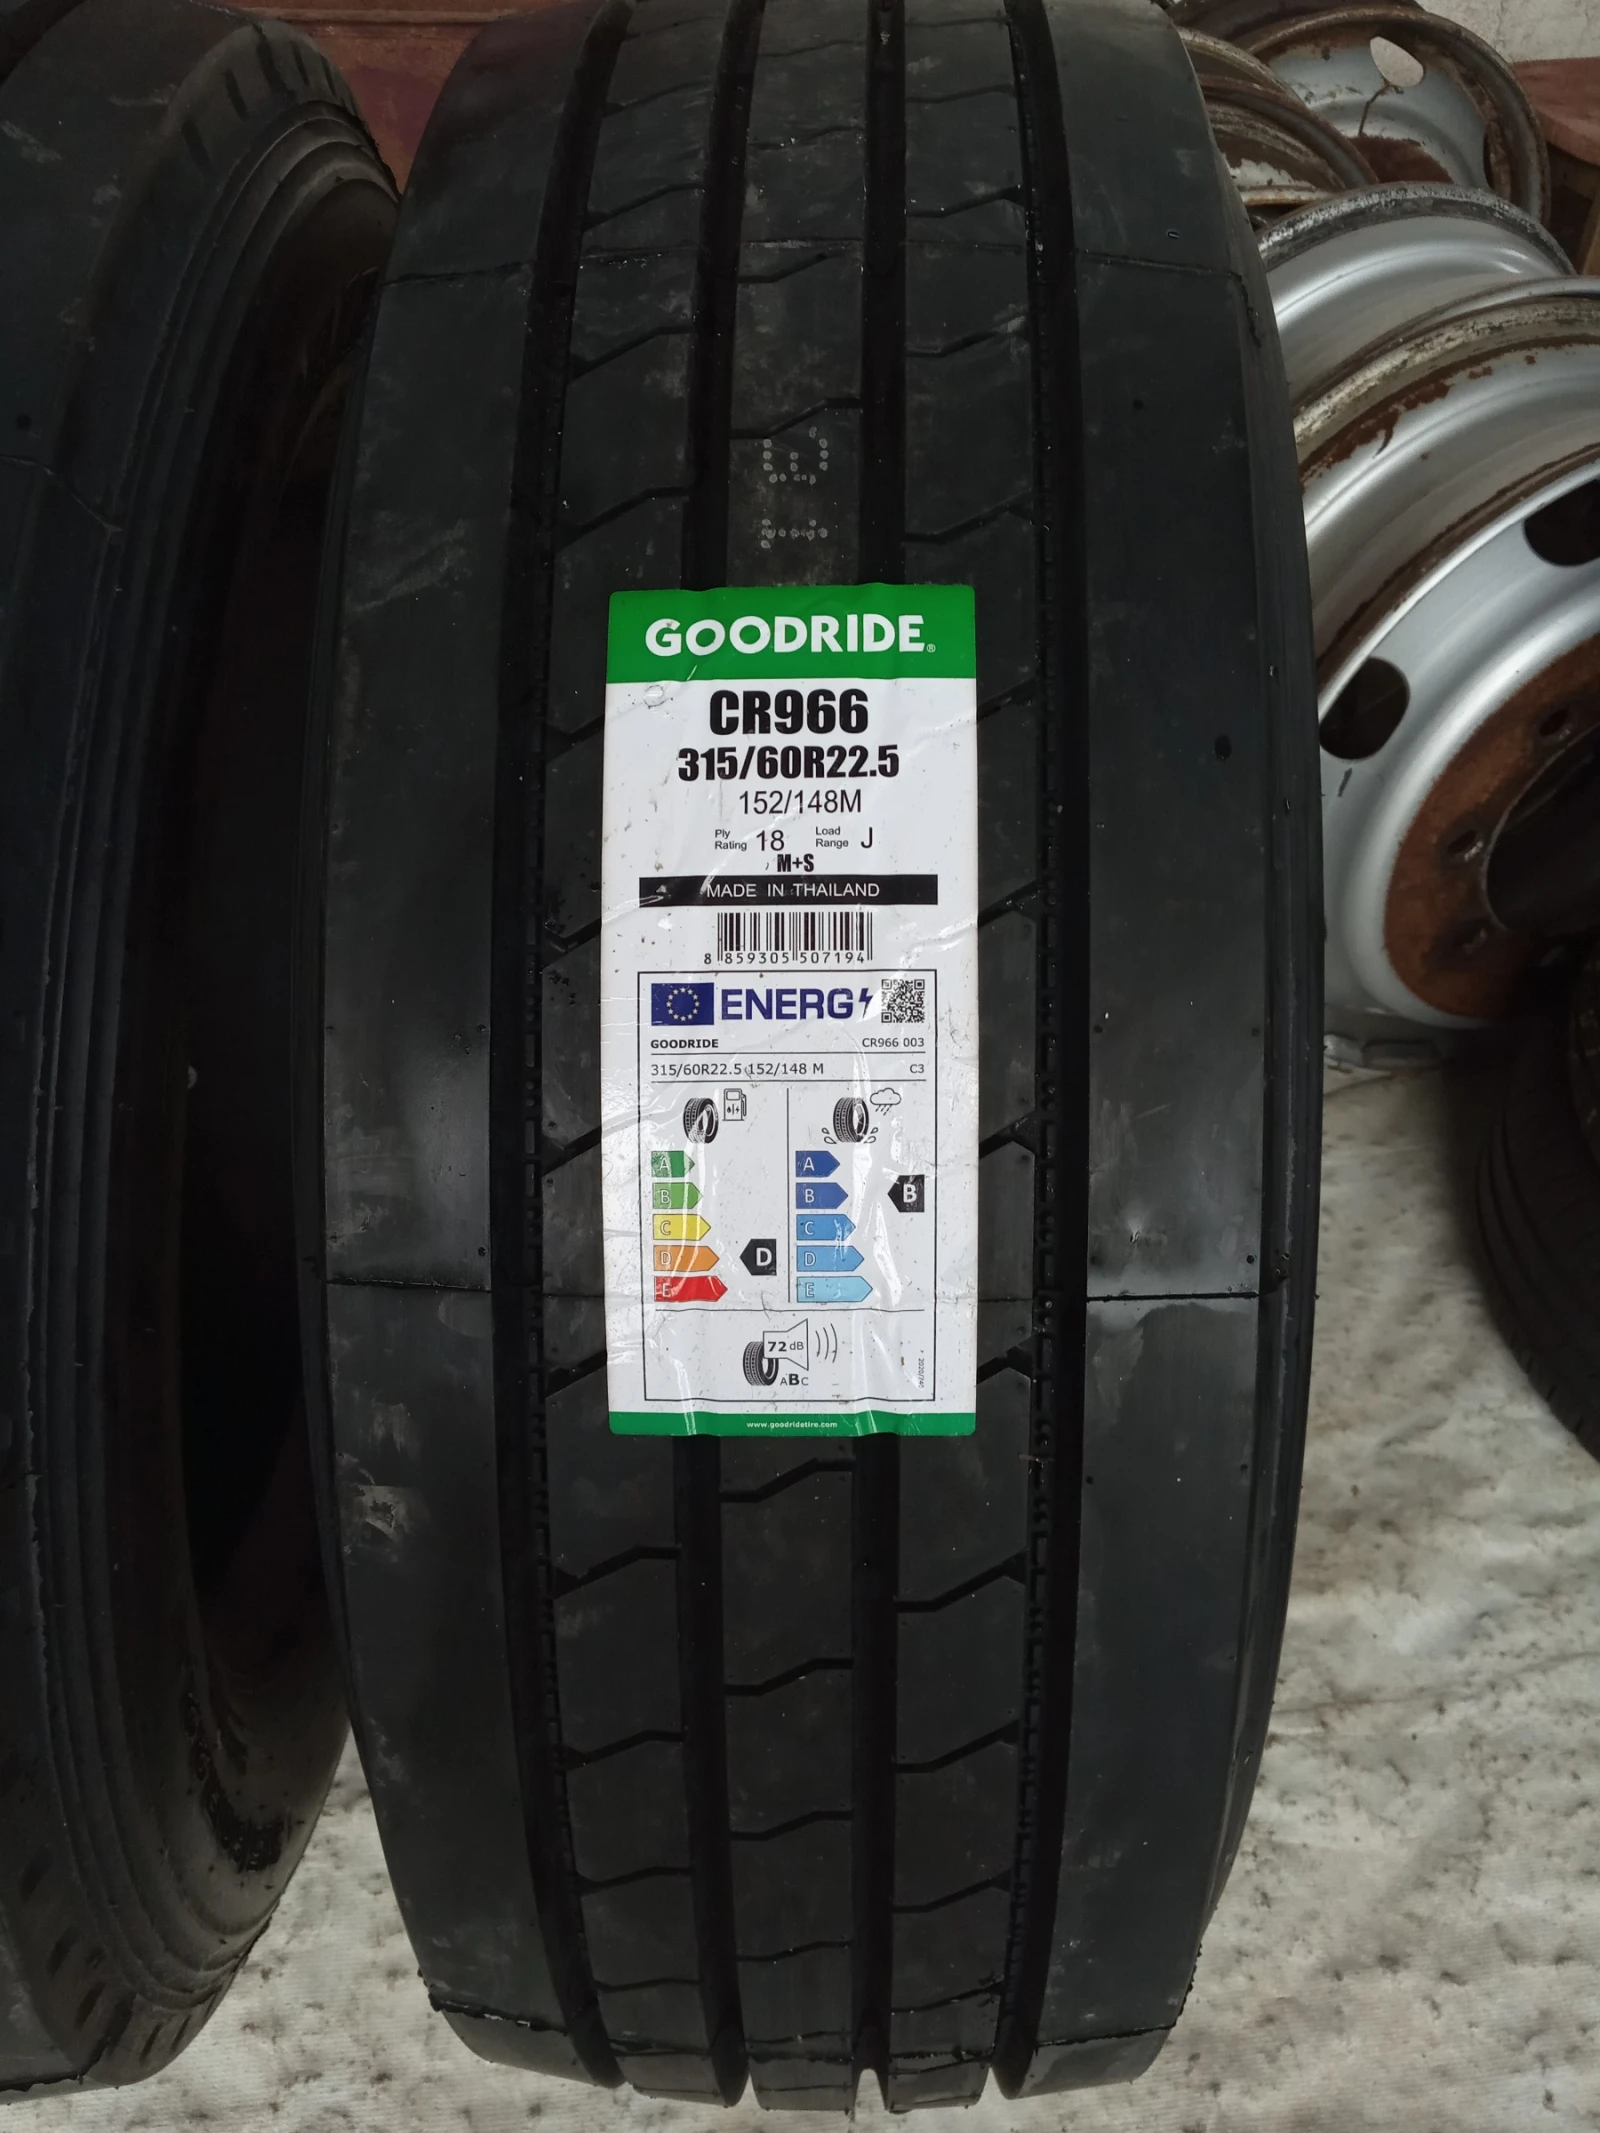 GOODRIDE®
CR966
315/60R22.5
152/148M
Ply Rating 18 Load Range J
M+S
MADE IN THAILAND
8 859305 507194
ENERG
GOODRIDE CR966 003
315/60R22.5 152/148 M C3
A A
B B B
C C
D D D
E E
72 dB
ABC
www.goodridetire.com